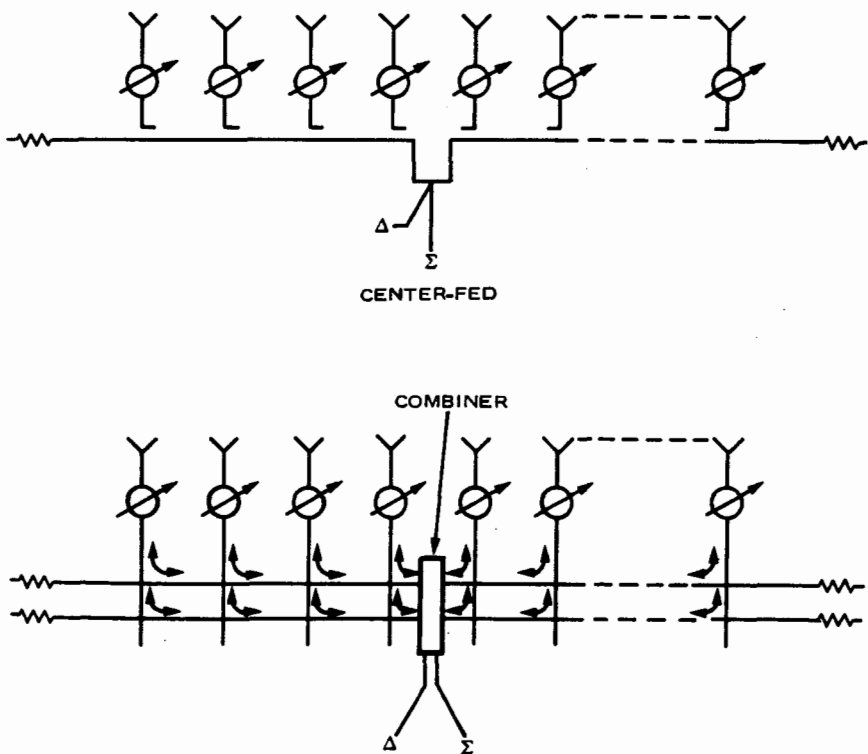 Δ
Σ
CENTER-FED
COMBINER
Δ Σ